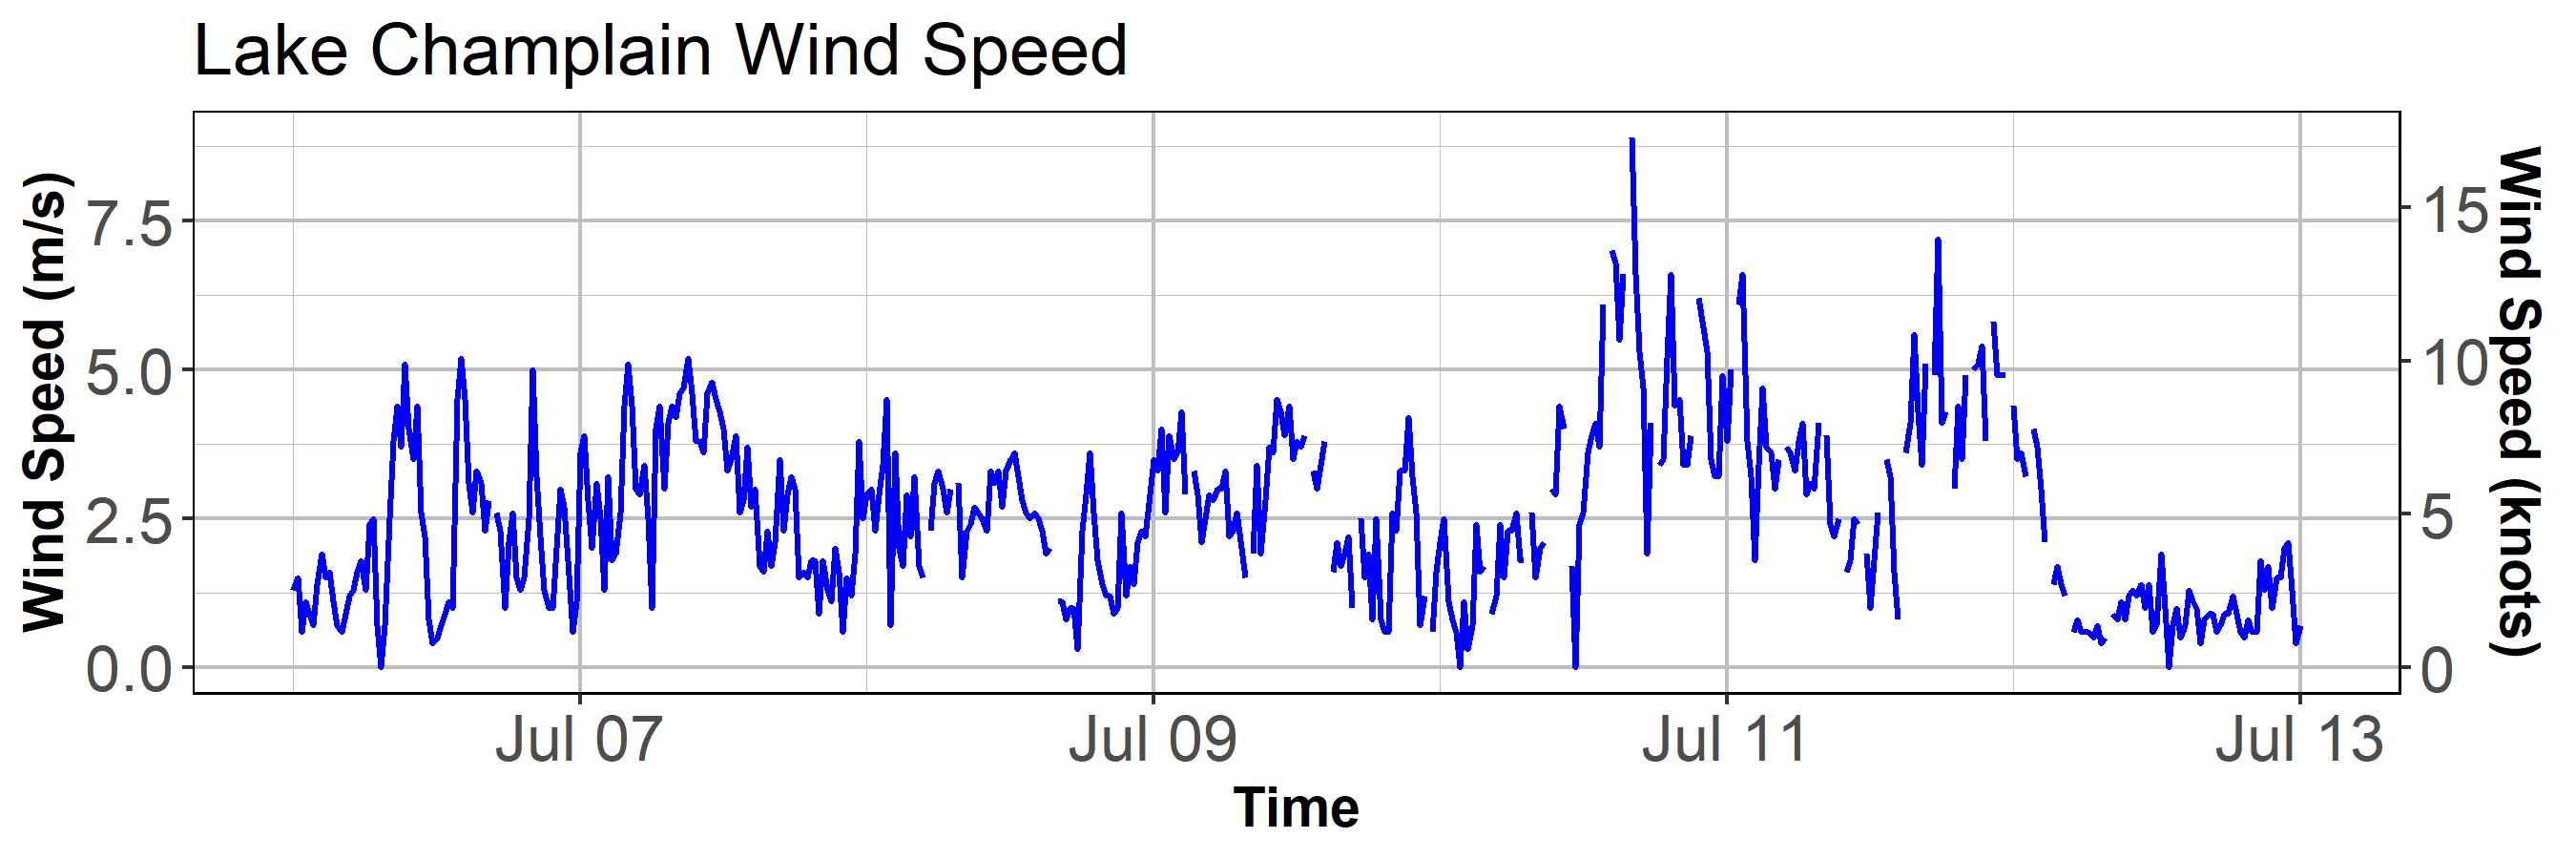 Lake Champlain Wind Speed
Wind Speed (m/s)
7.5
5.0
2.5
0.0
15
10
5
0
Wind Speed (knots)
Jul 07
Jul 09
Jul 11
Jul 13
Time